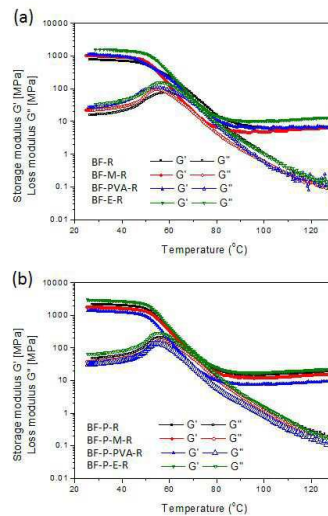 (a)
Storage modulus G' [MPa]
Loss modulus G" [MPa]
10000
1000
100
10
1
0.1
0.01
BF-R G' G"
BF-M-R G' G"
BF-PVA-R G' G"
BF-E-R G' G"
20 40 60 80 100 120
Temperature (°C)
(b)
Storage modulus G' [MPa]
Loss modulus G" [MPa]
10000
1000
100
10
1
0.1
0.01
BF-P-R G' G"
BF-P-M-R G' G"
BF-P-PVA-R G' G"
BF-P-E-R G' G"
20 40 60 80 100 120
Temperature (°C)